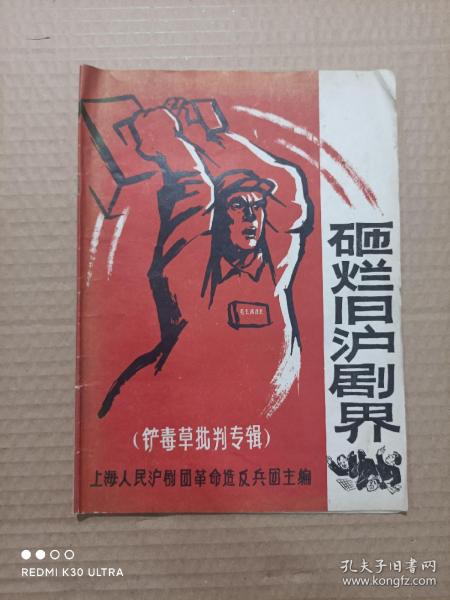 砸烂旧沪剧界
(铲毒草批判专辑)
上海人民沪剧团革命造反兵团主编
REDMI K30 ULTRA
孔夫子旧书网
www.kongfz.com